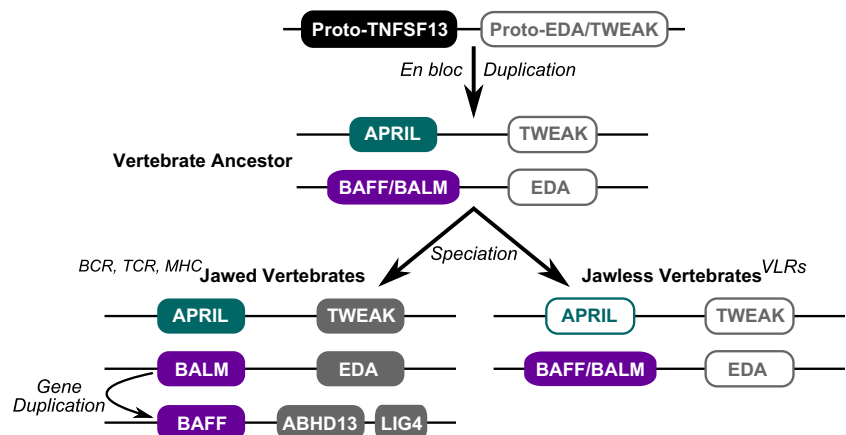 Proto-TNFSF13 Proto-EDA/TWEAK
En bloc Duplication
APRIL TWEAK
Vertebrate Ancestor
BAFF/BALM EDA
Speciation
BCR, TCR, MHC Jawed Vertebrates Jawless Vertebrates VLRs
APRIL TWEAK APRIL TWEAK
BALM EDA BAFF/BALM EDA
Gene
Duplication
BAFF ABHD13 LIG4